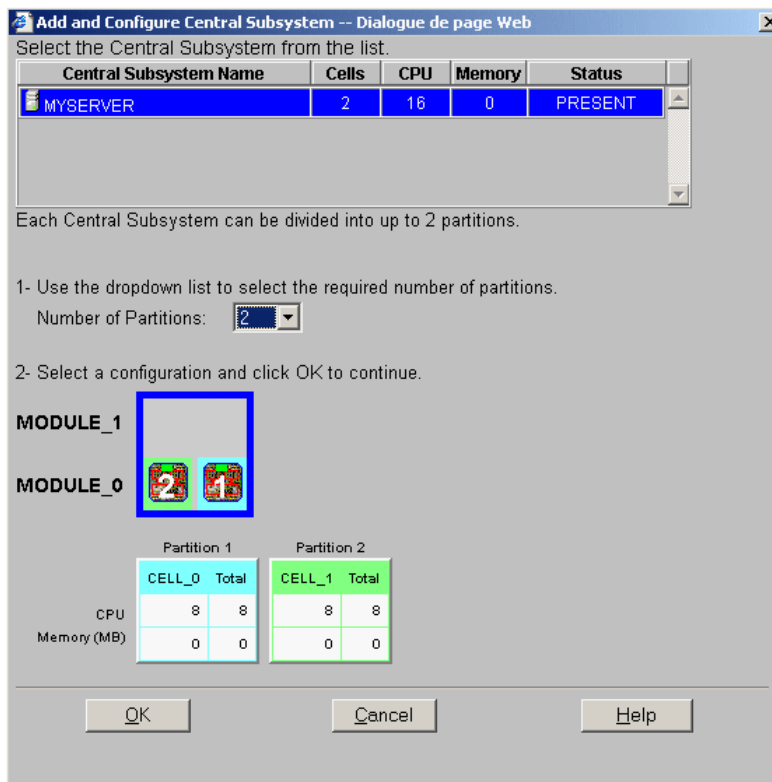 Add and Configure Central Subsystem -- Dialogue de page Web
Select the Central Subsystem from the list.
Central Subsystem Name Cells CPU Memory Status
MYSERVER 2 16 0 PRESENT
Each Central Subsystem can be divided into up to 2 partitions.
1- Use the dropdown list to select the required number of partitions.
Number of Partitions: 2
2- Select a configuration and click OK to continue.
MODULE_1
MODULE_0 2 1
Partition 1 Partition 2
CELL_0 Total CELL_1 Total
CPU 8 8 8 8
Memory (MB) 0 0 0 0
OK Cancel Help